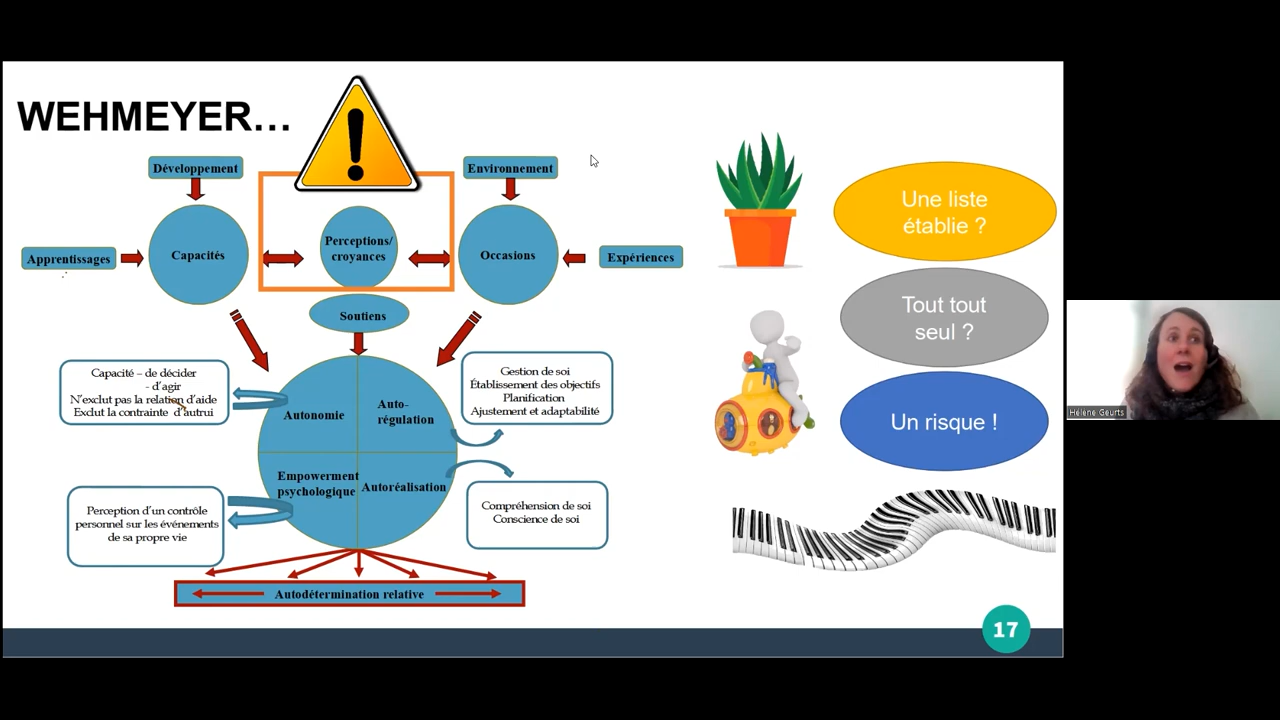 WEHMEYER…
Développement
Environnement
Apprentissages
Capacités
Perceptions/
croyances
Occasions
Expériences
Soutiens
Capacité – de décider
- d’agir
N’exclut pas la relation d’aide
Exclut la contrainte d’autrui
Autonomie
Auto-
régulation
Gestion de soi
Établissement des objectifs
Planification
Ajustement et adaptabilité
Empowerment
psychologique
Autoréalisation
Perception d’un contrôle
personnel sur les événements
de sa propre vie
Compréhension de soi
Conscience de soi
Autodétermination relative
Une liste
établie ?
Tout tout
seul ?
Un risque !
17
Hélène Geurts